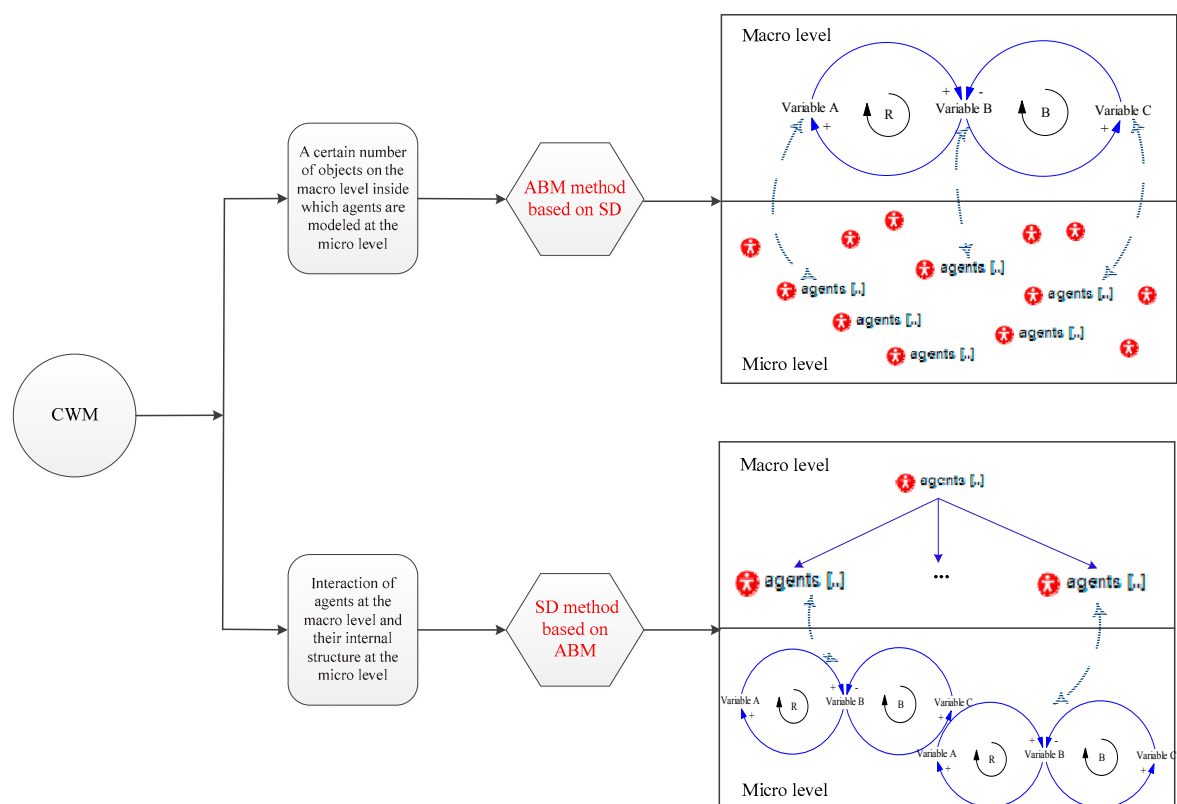 CWM
A certain number
of objects on the
macro level inside
which agents are
modeled at the
micro level
ABM method
based on SD
Macro level
Variable A
+
R
+
-
Variable B
B
Variable C
+
agents [..]
agents [..]
agents [..]
agents [..]
agents [..]
agents [..]
Micro level
Interaction of
agents at the
macro level and
their internal
structure at the
micro level
SD method
based on
ABM
Macro level
agents [..]
agents [..]
...
agents [..]
Variable A
+
R
+
-
Variable B
B
Variable C
+
Variable A
+
R
+
-
Variable B
B
Variable C
+
Micro level